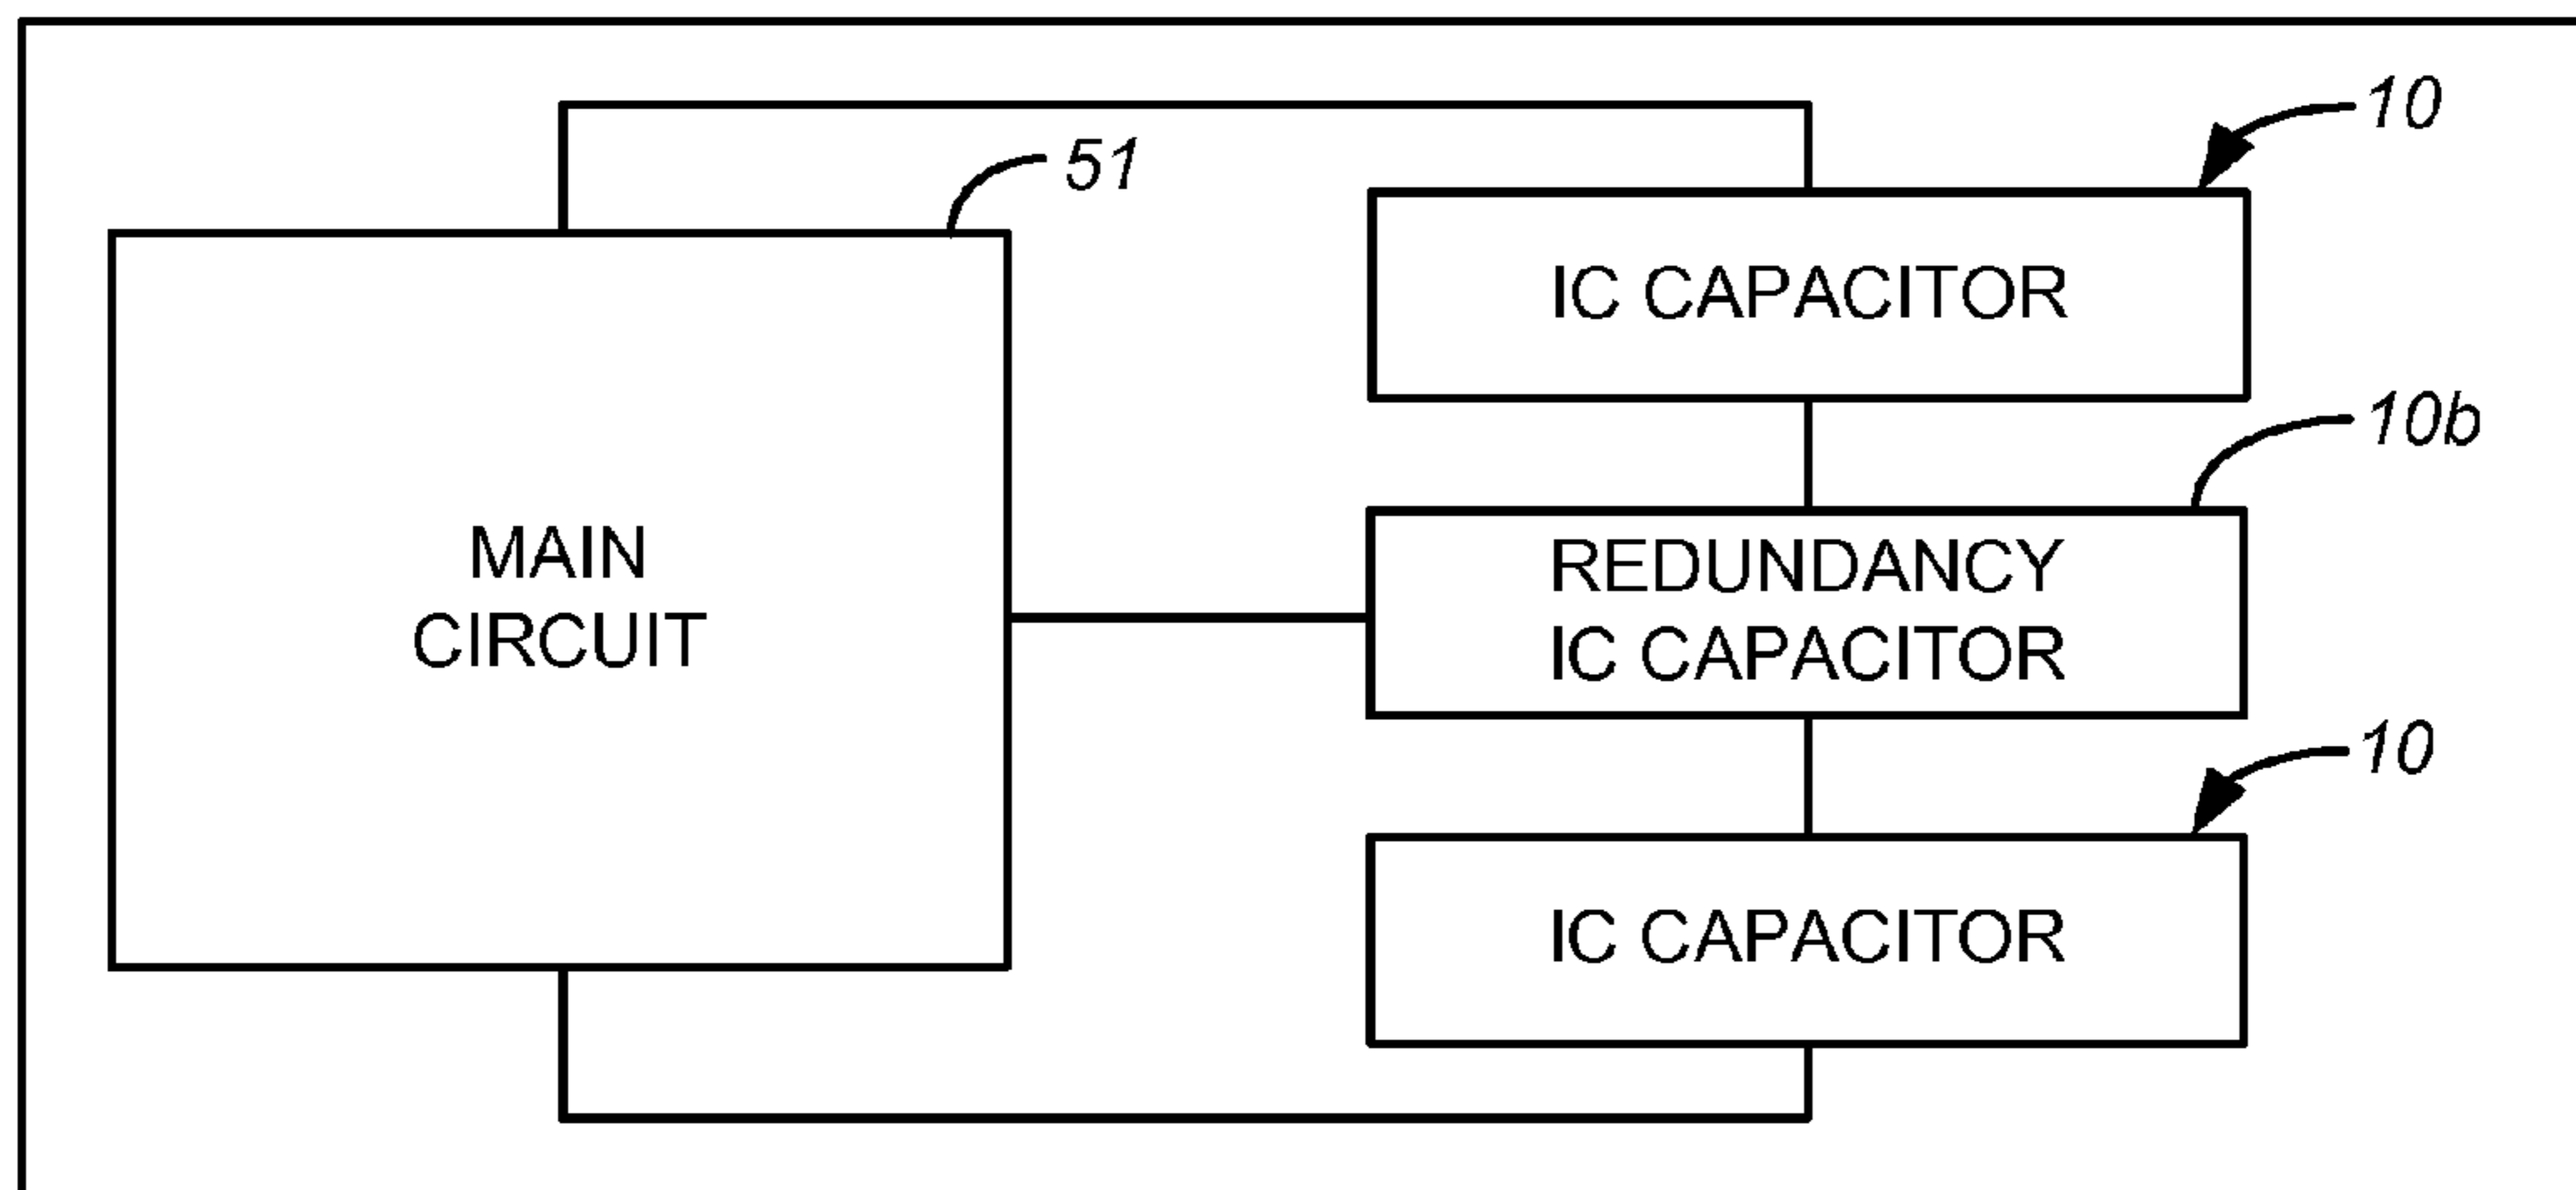 10
51
IC CAPACITOR
10b
MAIN
CIRCUIT
REDUNDANCY
IC CAPACITOR
10
IC CAPACITOR